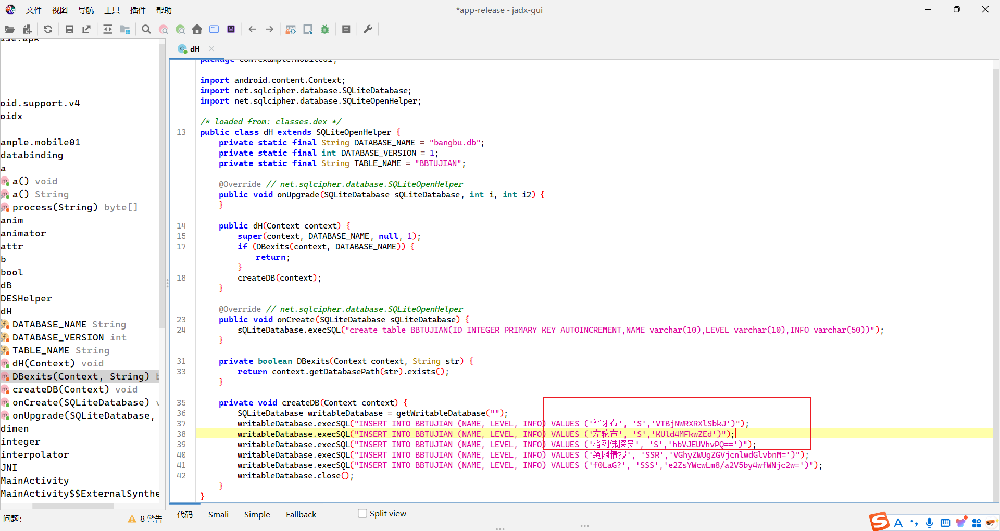 文件 视图 导航 工具 插件 帮助
*app-release - jadx-gui
dH
ase.apk
oid.support.v4
oidx
ample.mobile01
databinding
a
a() void
a() String
process(String) byte[]
anim
animator
attr
b
bool
dB
DESHelper
dH
DATABASE_NAME String
DATABASE_VERSION int
TABLE_NAME String
dH(Context) void
DBexits(Context, String) b
createDB(Context) void
onCreate(SQLiteDatabase) v
onUpgrade(SQLiteDatabase,
dimen
integer
interpolator
JNI
MainActivity
MainActivity$$ExternalSynthe
问题: 8 警告
package com.example.mobile01;
import android.content.Context;
import net.sqlcipher.database.SQLiteDatabase;
import net.sqlcipher.database.SQLiteOpenHelper;
/* loaded from: classes.dex */
13 public class dH extends SQLiteOpenHelper {
private static final String DATABASE_NAME = "bangbu.db";
private static final int DATABASE_VERSION = 1;
private static final String TABLE_NAME = "BBTUJIAN";
@Override // net.sqlcipher.database.SQLiteOpenHelper
public void onUpgrade(SQLiteDatabase sQLiteDatabase, int i, int i2) {
}
14 public dH(Context context) {
15 super(context, DATABASE_NAME, null, 1);
17 if (DBexits(context, DATABASE_NAME)) {
return;
}
18 createDB(context);
}
@Override // net.sqlcipher.database.SQLiteOpenHelper
23 public void onCreate(SQLiteDatabase sQLiteDatabase) {
24 sQLiteDatabase.execSQL("create table BBTUJIAN(ID INTEGER PRIMARY KEY AUTOINCREMENT,NAME varchar(10),LEVEL varchar(10),INFO varchar(50))");
}
31 private boolean DBexits(Context context, String str) {
33 return context.getDatabasePath(str).exists();
}
35 private void createDB(Context context) {
36 SQLiteDatabase writableDatabase = getWritableDatabase("");
37 writableDatabase.execSQL("INSERT INTO BBTUJIAN (NAME, LEVEL, INFO) VALUES ('鲨牙布', 'S','VTBjNWRXRXlSbkJ')");
38 writableDatabase.execSQL("INSERT INTO BBTUJIAN (NAME, LEVEL, INFO) VALUES ('左轮布', 'S','KUld4MFkwZEd')");
39 writableDatabase.execSQL("INSERT INTO BBTUJIAN (NAME, LEVEL, INFO) VALUES ('格列佛探员', 'S','hbVJEUVhvPQ==')");
40 writableDatabase.execSQL("INSERT INTO BBTUJIAN (NAME, LEVEL, INFO) VALUES ('绳网情报', 'SSR','VGhyZWUgZGVjcnlwdGlvbnM=')");
41 writableDatabase.execSQL("INSERT INTO BBTUJIAN (NAME, LEVEL, INFO) VALUES ('f0LaG?', 'SSS','e2ZsYWcwLm8/a2V5by4wfWNjc2w=')");
42 writableDatabase.close();
}
}
代码 Smali Simple Fallback Split view